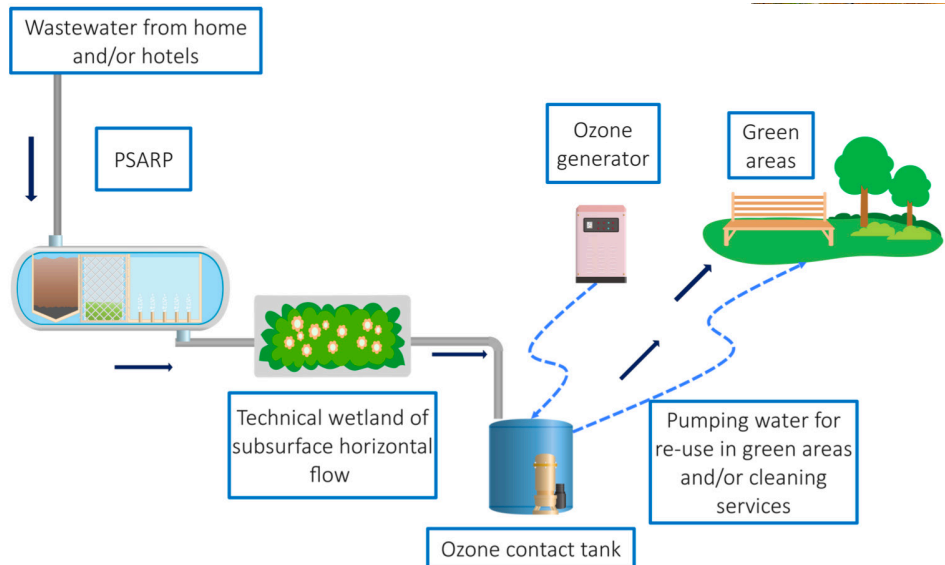 Wastewater from home
and/or hotels
PSARP
Ozone
generator
Green
areas
Technical wetland of
subsurface horizontal
flow
Pumping water for
re-use in green areas
and/or cleaning
services
Ozone contact tank